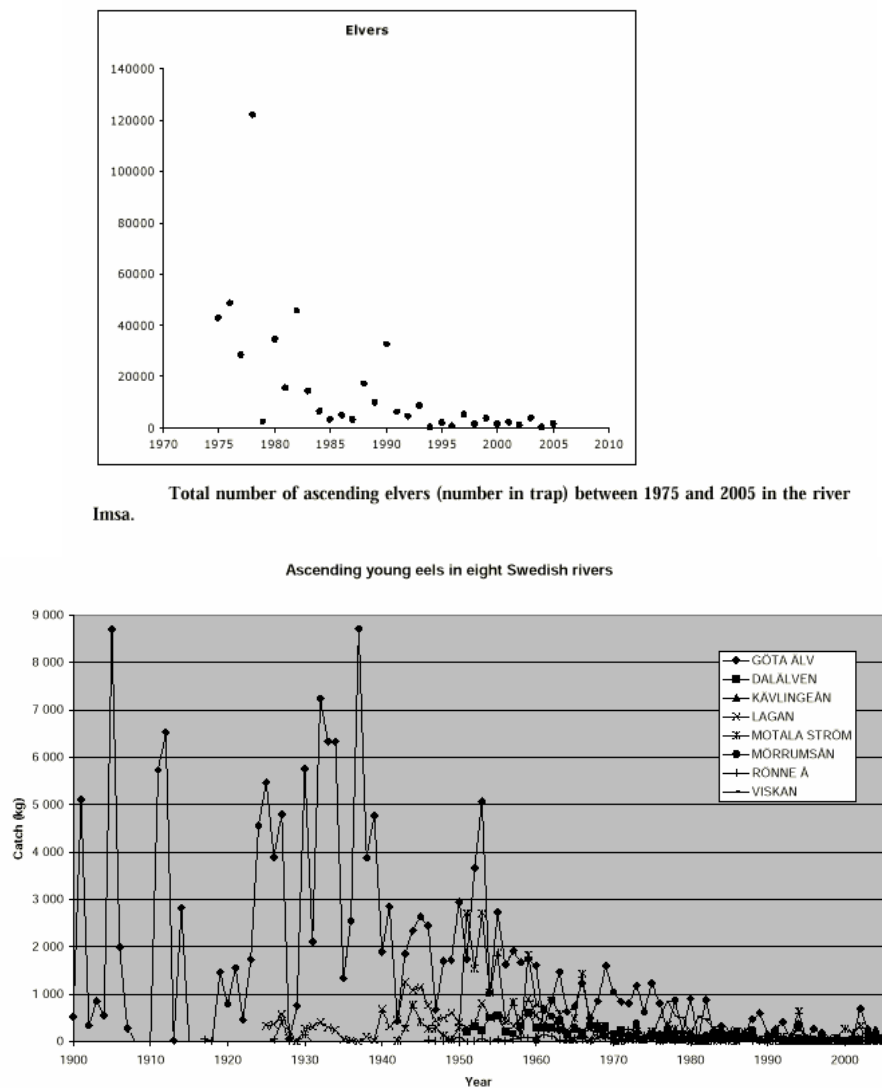 Elvers
140000
120000
100000
80000
60000
40000
20000
0
1970 1975 1980 1985 1990 1995 2000 2005 2010
Total number of ascending elvers (number in trap) between 1975 and 2005 in the river
Imsa.
Ascending young eels in eight Swedish rivers
9 000
8 000
7 000
6 000
5 000
4 000
3 000
2 000
1 000
0
Catch (kg)
GÖTA ÄLV
DALÄLVEN
KÄVLINGEÅN
LAGAN
MOTALA STRÖM
MÖRRUMSÅN
RÖNNE Å
VISKAN
1900 1910 1920 1930 1940 1950 1960 1970 1980 1990 2000
Year